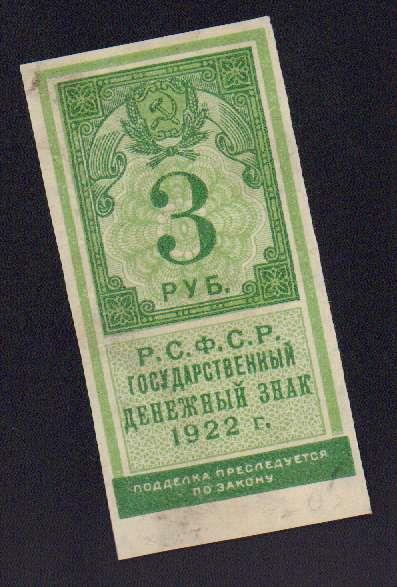 3
РУБ.
Р.С.Ф.С.Р.
ГОСУДАРСТВЕННЫЙ
ДЕНЕЖНЫЙ ЗНАК
1922 г.
ПОДДЕЛКА ПРЕСЛЕДУЕТСЯ
ПО ЗАКОНУ